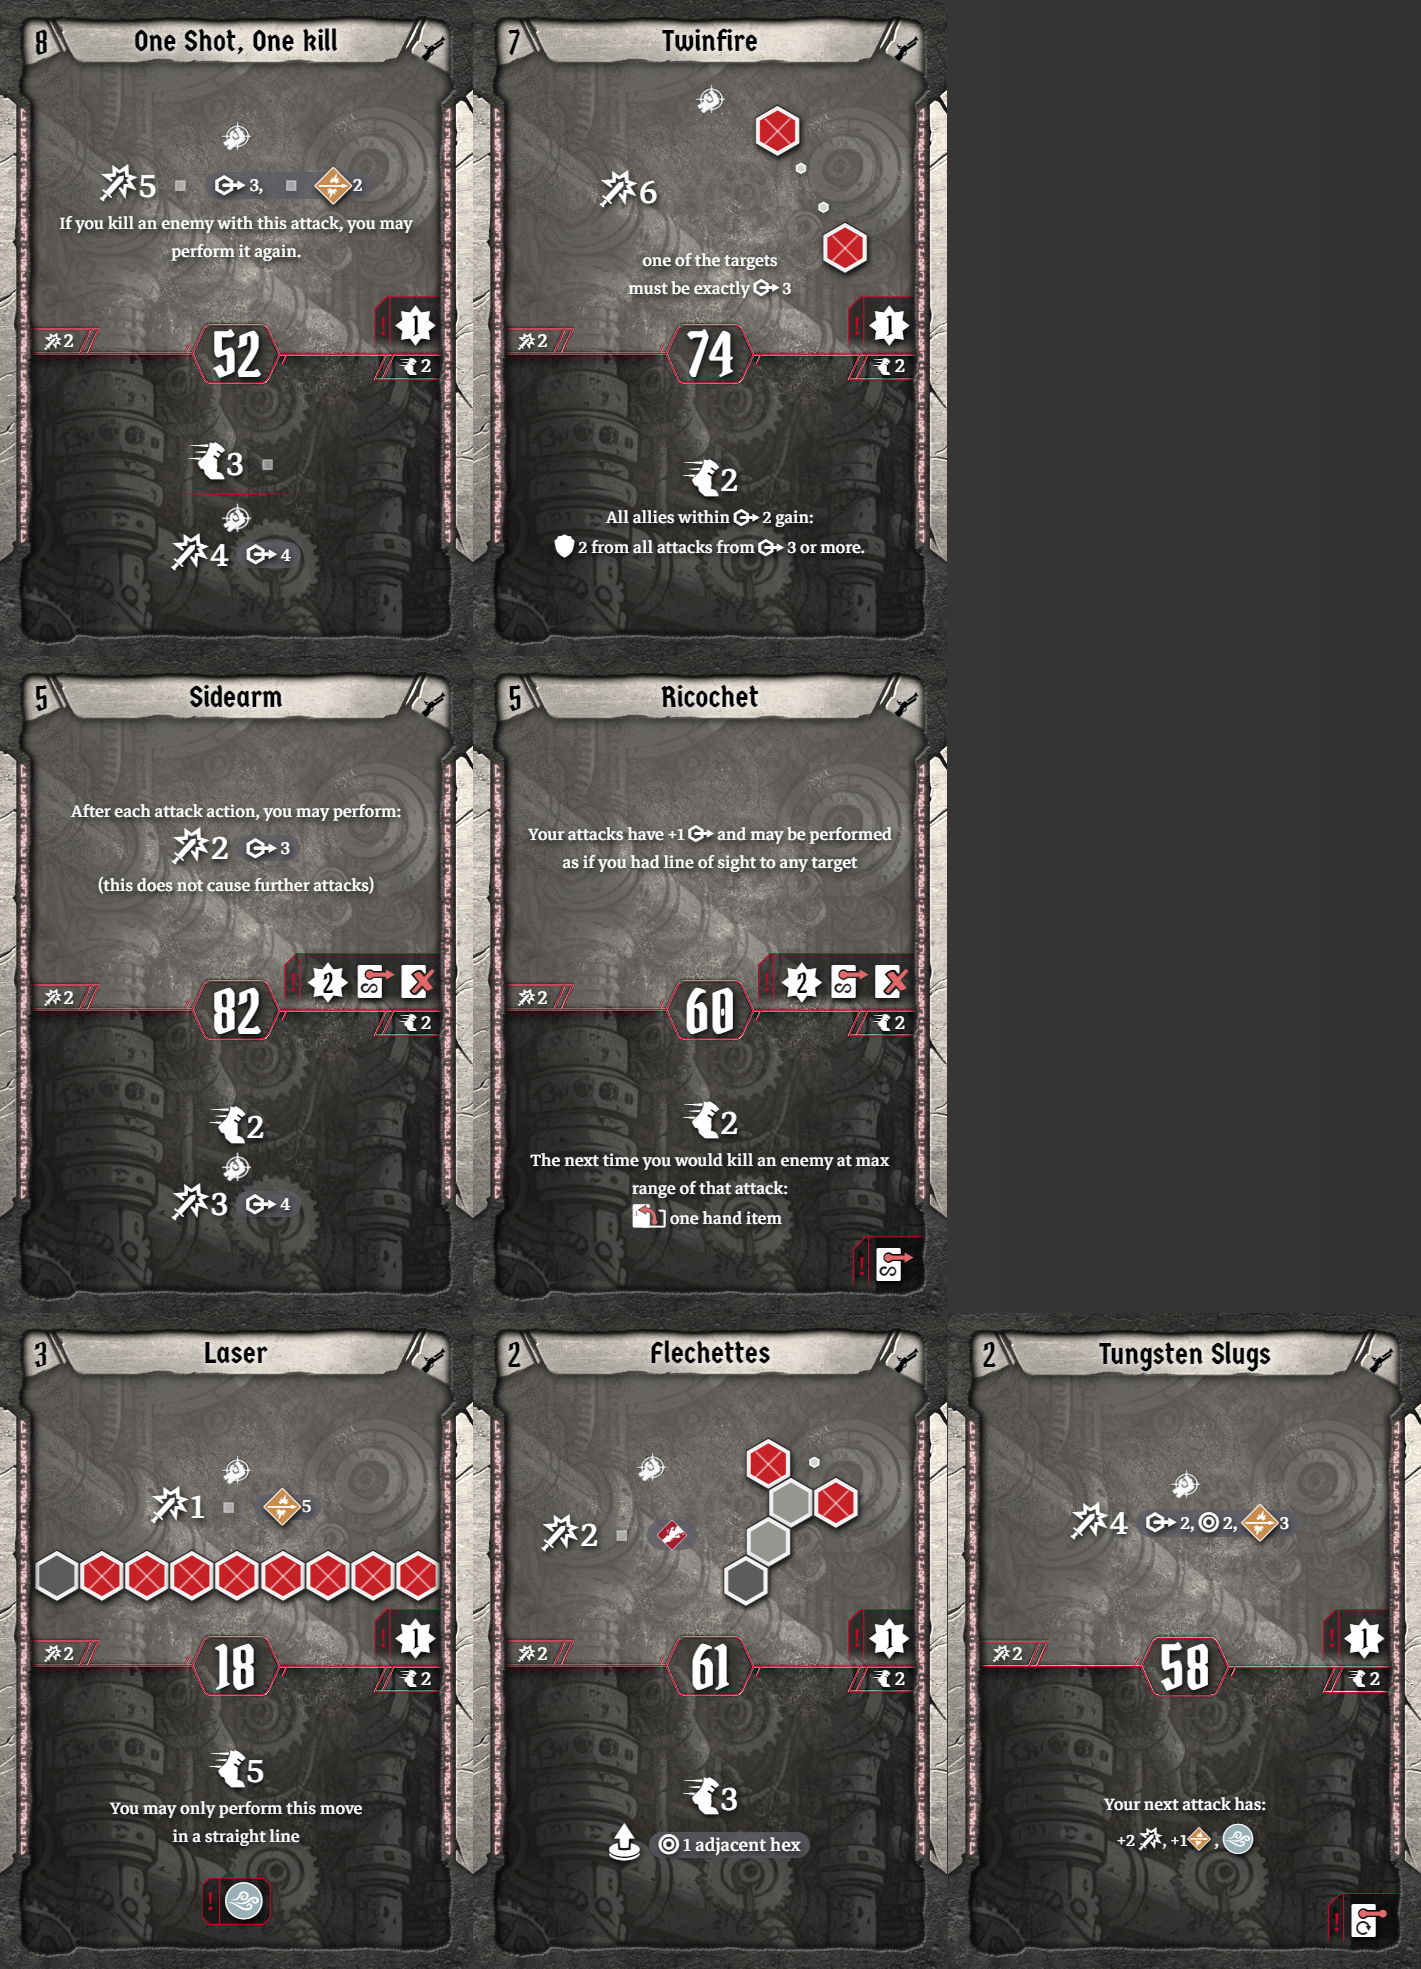 8
One Shot, One kill
5
3,
2
If you kill an enemy with this attack, you may
perform it again.
!
1
2
52
2
3
4
4
7
Twinfire
6
one of the targets
must be exactly 3
!
1
2
74
2
2
All allies within 2 gain:
2 from all attacks from 3 or more.
5
Sidearm
After each attack action, you may perform:
2
3
(this does not cause further attacks)
!
2
2
82
2
2
3
4
5
Ricochet
Your attacks have +1 and may be performed
as if you had line of sight to any target
!
2
2
60
2
2
The next time you would kill an enemy at max
range of that attack:
one hand item
!
3
Laser
1
5
!
1
2
18
2
5
You may only perform this move
in a straight line
!
2
Flechettes
2
!
1
2
61
2
3
1 adjacent hex
2
Tungsten Slugs
4
2, 2, 3
!
1
2
58
2
Your next attack has:
+2 , +1 ,
!